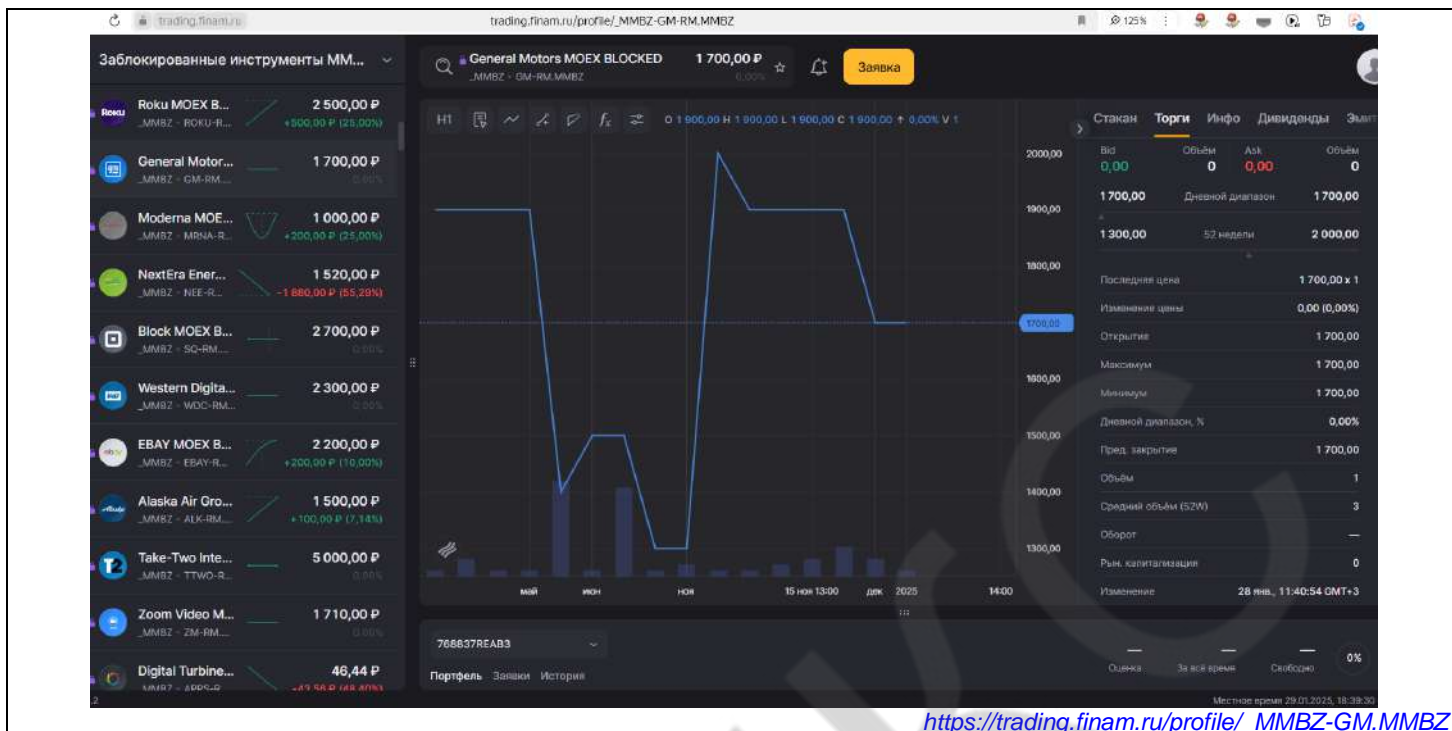 trading.finam.ru
trading.finam.ru/profile/_MMBZ-GM-RM.MMBZ
125%
Заблокированные инструменты ММ...
Roku MOEX B...
2 500,00 ₽
_MMBZ - ROKU-R...
+500,00 ₽ (25,00%)
General Motor...
1 700,00 ₽
_MMBZ - GM-RM....
0,00%
Moderna MOE...
1 000,00 ₽
_MMBZ - MRNA-R...
+200,00 ₽ (25,00%)
NextEra Ener...
1 520,00 ₽
_MMBZ - NEE-R...
-1 880,00 ₽ (55,29%)
Block MOEX B...
2 700,00 ₽
_MMBZ - SQ-RM....
0,00%
Western Digita...
2 300,00 ₽
_MMBZ - WDC-RM...
0,00%
EBAY MOEX B...
2 200,00 ₽
_MMBZ - EBAY-R...
+200,00 ₽ (10,00%)
Alaska Air Gro...
1 500,00 ₽
_MMBZ - ALK-RM....
+100,00 ₽ (7,14%)
Take-Two Inte...
5 000,00 ₽
_MMBZ - TTWO-R...
0,00%
Zoom Video M...
1 710,00 ₽
_MMBZ - ZM-RM....
0,00%
Digital Turbine...
46,44 ₽
_MMBZ - APPS-R
-43,56 ₽ (48,40%)
General Motors MOEX BLOCKED
1 700,00 ₽
_MMBZ - GM-RM.MMBZ
0,00%
Заявка
H1
O 1 900,00 H 1 900,00 L 1 900,00 C 1 900,00 ↑ 0,00% V 1
2000,00
1900,00
1800,00
1700,00
1600,00
1500,00
1400,00
1300,00
май июн ноя 15 ноя 13:00 дек 2025 14:00
Стакан Торги Инфо Дивиденды Эмит
Bid Объём Ask Объём
0,00 0 0,00 0
1 700,00 Дневной диапазон 1 700,00
1 300,00 52 недели 2 000,00
Последняя цена 1 700,00 x 1
Изменение цены 0,00 (0,00%)
Открытие 1 700,00
Максимум 1 700,00
Минимум 1 700,00
Дневной диапазон, % 0,00%
Пред. закрытие 1 700,00
Объём 1
Средний объём (52W) 3
Оборот —
Рын. капитализация 0
Изменение 28 янв., 11:40:54 GMT+3
768837REAB3
Портфель Заявки История
— — —
Оценка За всё время Свободно
0%
Местное время 29.01.2025, 18:39:30
https://trading.finam.ru/profile/_MMBZ-GM.MMBZ